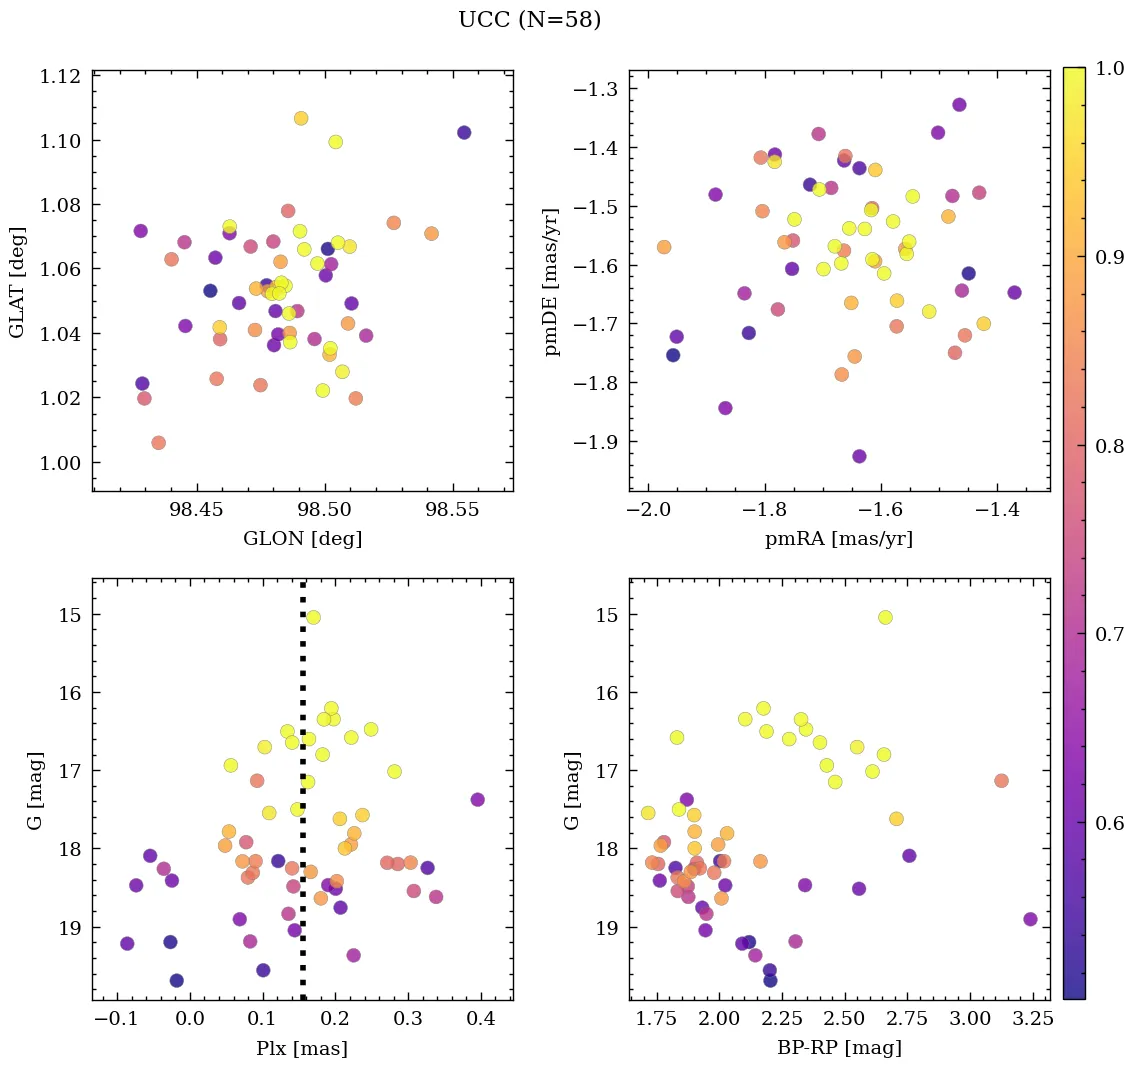 UCC (N=58)
1.12
1.10
1.08
1.06
1.04
1.02
1.00
GLAT [deg]
98.45 98.50 98.55
GLON [deg]
−1.3
−1.4
−1.5
−1.6
−1.7
−1.8
−1.9
pmDE [mas/yr]
−2.0 −1.8 −1.6 −1.4
pmRA [mas/yr]
1.0
0.9
0.8
0.7
0.6
15
16
17
18
19
G [mag]
−0.1 0.0 0.1 0.2 0.3 0.4
Plx [mas]
15
16
17
18
19
G [mag]
1.75 2.00 2.25 2.50 2.75 3.00 3.25
BP-RP [mag]